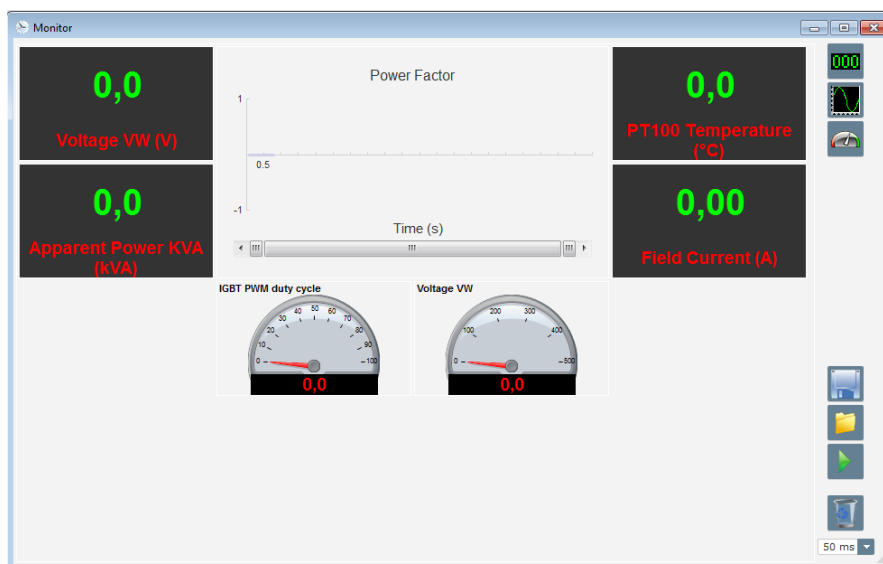 Monitor
0,0
Voltage VW (V)
Power Factor
1
0.5
-1
Time (s)
0,0
PT100 Temperature
(°C)
000
0,0
Apparent Power KVA
(kVA)
0,00
Field Current (A)
IGBT PWM duty cycle
0
10
20
30
40
50
60
70
80
90
100
0,0
Voltage VW
0
100
200
300
400
500
0,0
50 ms